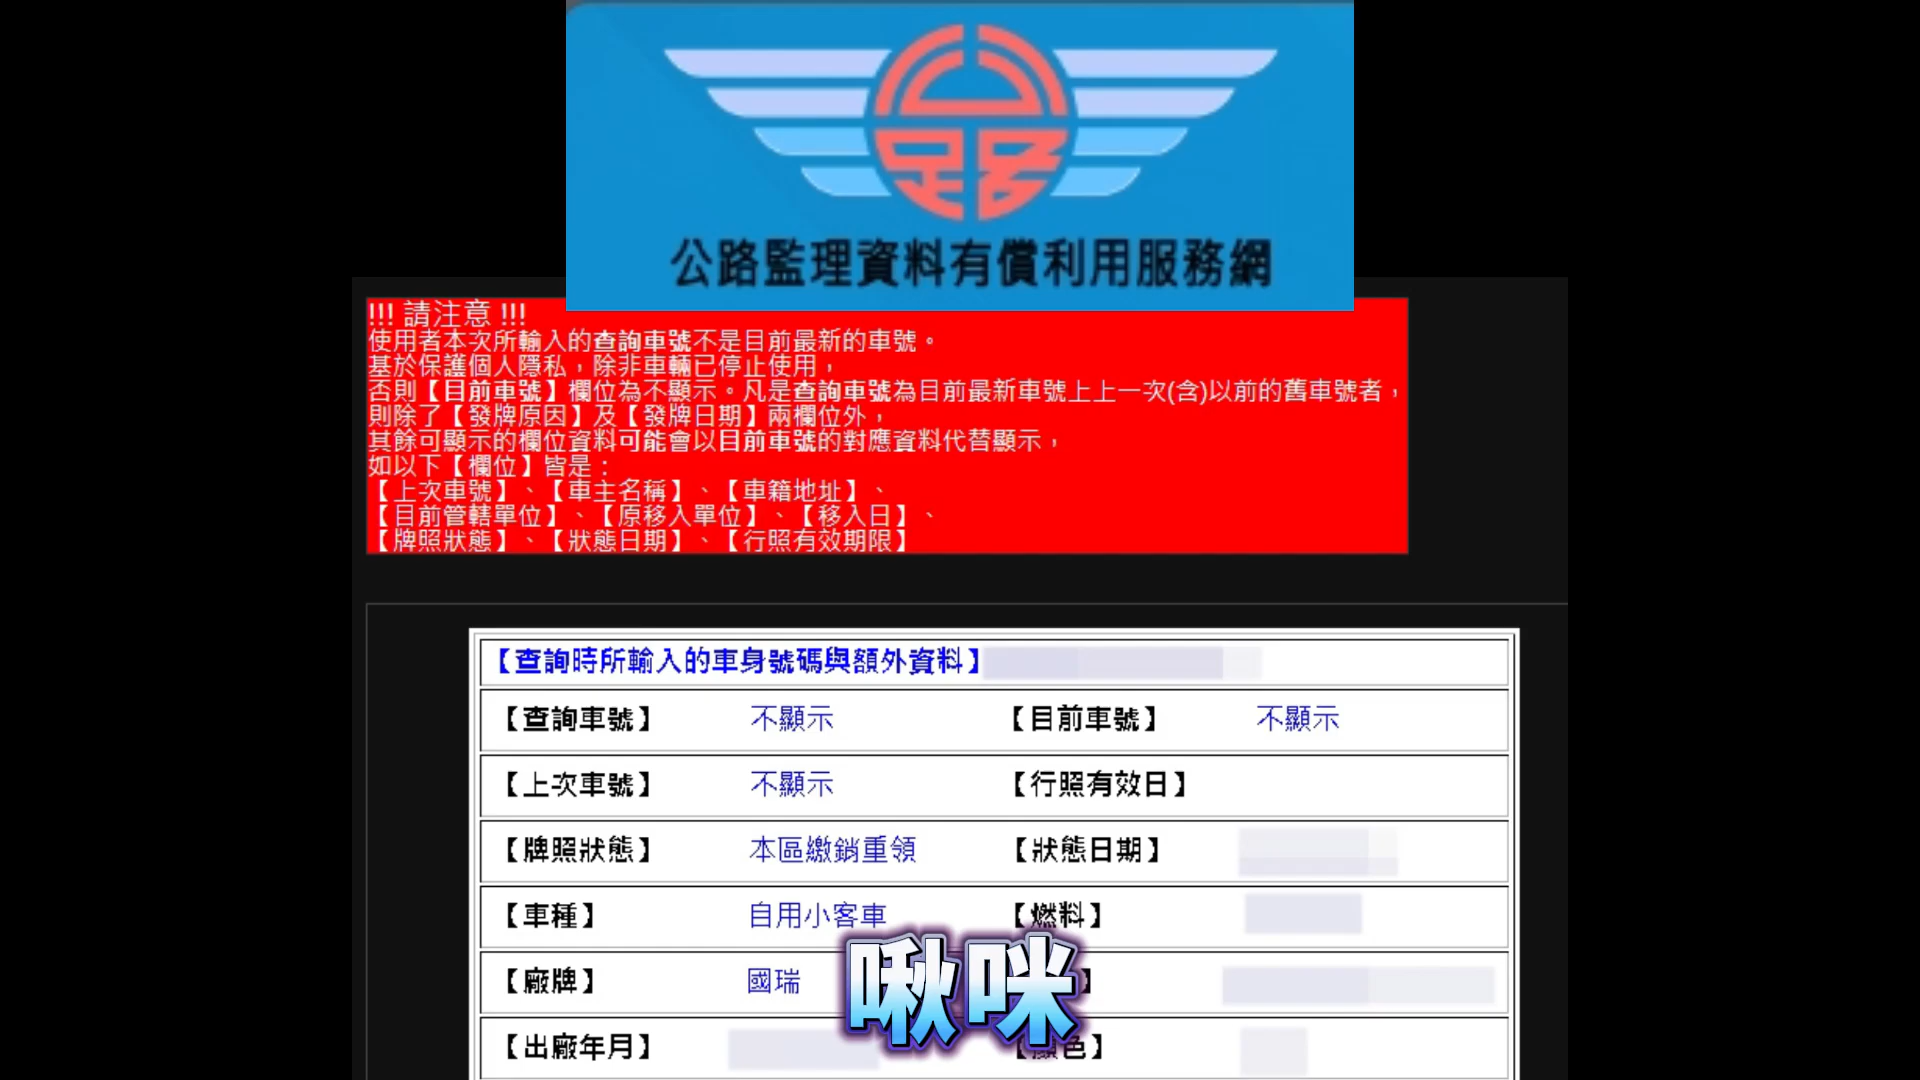 公路
公路監理資料有償利用服務網
!!! 請注意 !!!
使用者本次所輸入的查詢車號不是目前最新的車號。
基於保護個人隱私，除非車輛已停止使用，
否則【目前車號】欄位為不顯示。凡是查詢車號為目前最新車號上上一次(含)以前的舊車號者，
則除了【發牌原因】及【發牌日期】兩欄位外，
其餘可顯示的欄位資料可能會以目前車號的對應資料代替顯示，
如以下【欄位】皆是：
【上次車號】、【車主名稱】、【車籍地址】、
【目前管轄單位】、【原移入單位】、【移入日】、
【牌照狀態】、【狀態日期】、【行照有效期限】
【查詢時所輸入的車身號碼與額外資料】
【查詢車號】 不顯示 【目前車號】 不顯示
【上次車號】 不顯示 【行照有效日】
【牌照狀態】 本區繳銷重領 【狀態日期】
【車種】 自用小客車 【燃料】
【廠牌】 國瑞 】
【出廠年月】 【顏色】
啾咪